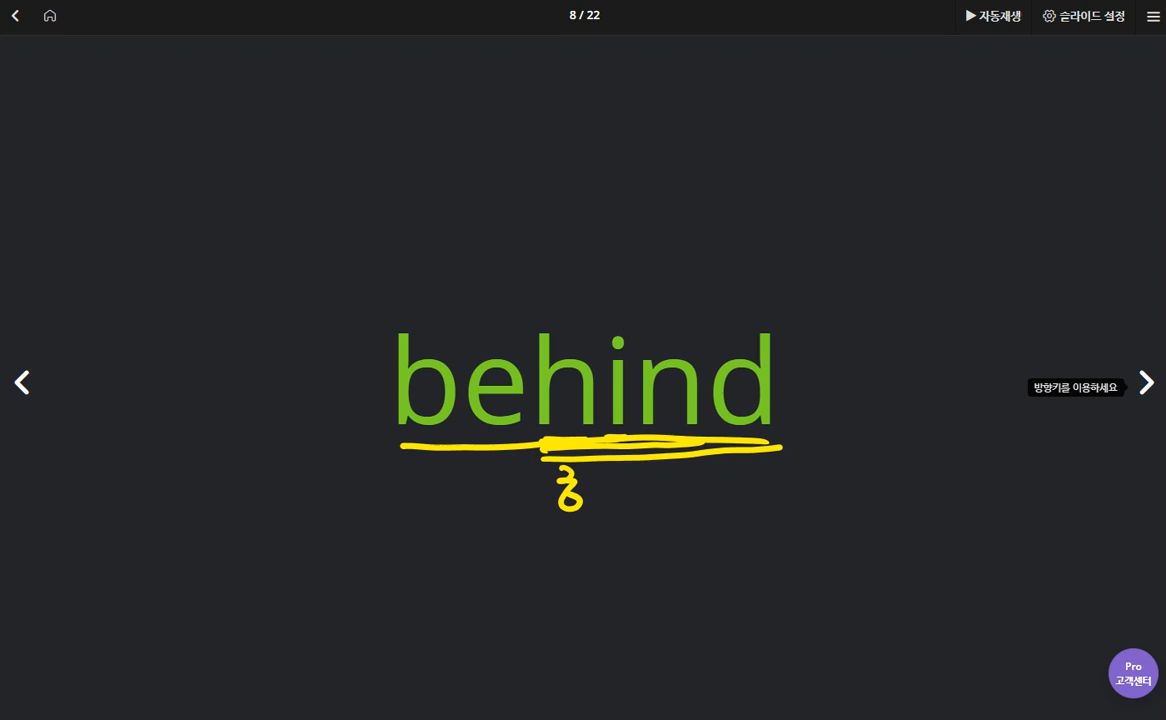 8 / 22
▶ 자동재생
슬라이드 설정
behind
방향키를 이용하세요
Pro
고객센터